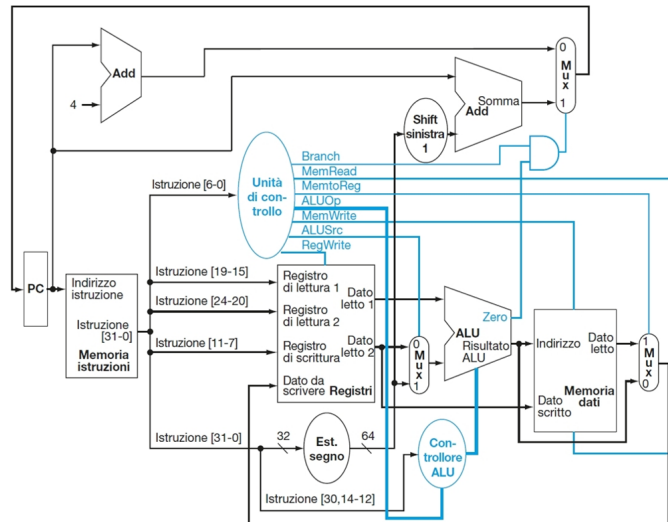 Add
4
0
M
u
x
1
Somma
Add
Shift
sinistra
1
Branch
MemRead
MemtoReg
ALUOp
MemWrite
ALUSrc
RegWrite
Unità
di con-
trollo
Istruzione [6-0]
Istruzione [19-15]
Istruzione [24-20]
Istruzione [11-7]
PC
Indirizzo
istruzione
Istruzione
[31-0]
Memoria
istruzioni
Registro
di lettura 1
Registro
di lettura 2
Registro
di scrittura
Dato da
scrivere
Registri
Dato
letto 1
Dato
letto 2
0
M
u
x
1
Zero
ALU
Risultato
ALU
Indirizzo
Dato
letto
Memoria
dati
Dato
scritto
1
M
u
x
0
Istruzione [31-0]
32
Est.
segno
64
Con-
trollore
ALU
Istruzione [30,14-12]